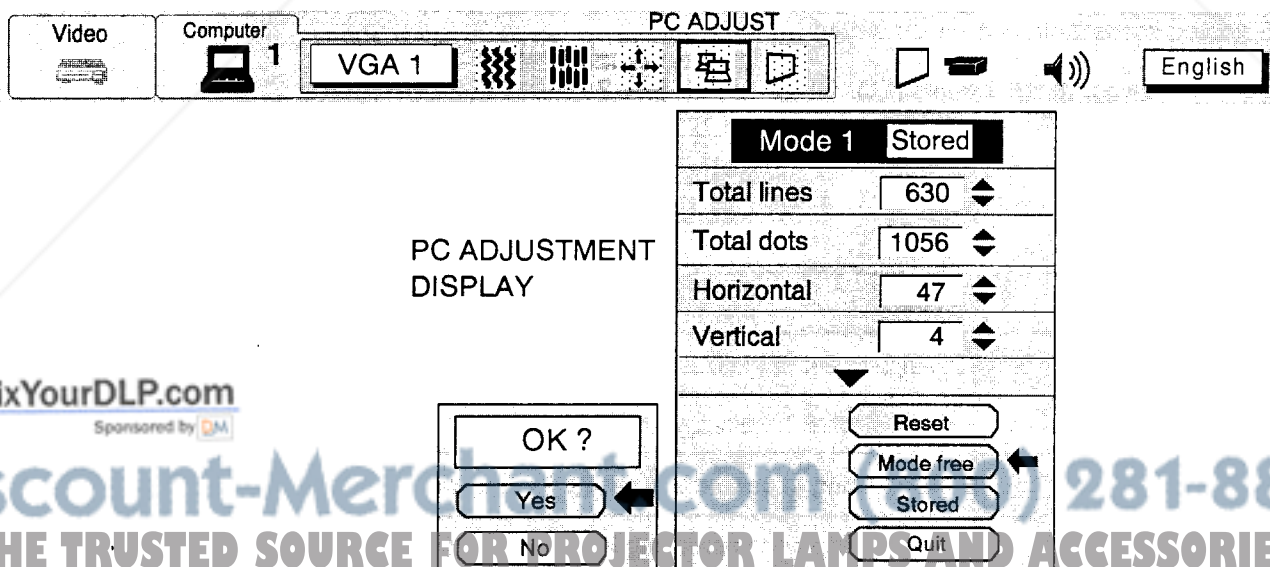 PC ADJUST
Video
Computer
1
VGA 1
English
Mode 1 Stored
Total lines 630
Total dots 1056
PC ADJUSTMENT
DISPLAY
Horizontal 47
Vertical 4
ixYourDLP.com
Sponsored by DM
OK ?
Yes
No
Reset
Mode free
Stored
Quit
scount-Merchant.com (800) 281-88
HE TRUSTED SOURCE FOR PROJECTOR LAMPS AND ACCESSORIE